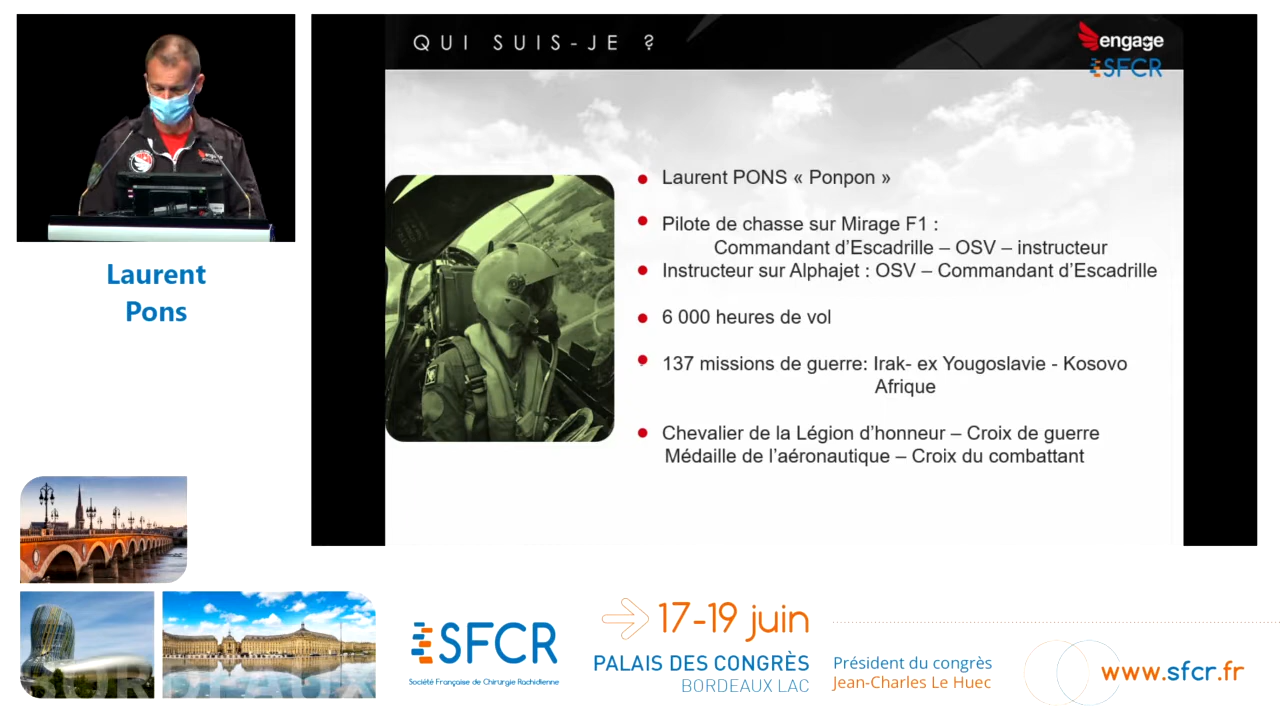 QUI SUIS-JE ?
engage
SFCR
Laurent
Pons
Laurent PONS « Ponpon »
Pilote de chasse sur Mirage F1 :
Commandant d'Escadrille – OSV – instructeur
Instructeur sur Alphajet : OSV – Commandant d'Escadrille
6 000 heures de vol
137 missions de guerre: Irak- ex Yougoslavie - Kosovo
Afrique
Chevalier de la Légion d'honneur – Croix de guerre
Médaille de l'aéronautique – Croix du combattant
BORDEAUX
SFCR
Société Française de Chirurgie Rachidienne
17-19 juin
PALAIS DES CONGRÈS
BORDEAUX LAC
Président du congrès
Jean-Charles Le Huec
www.sfcr.fr